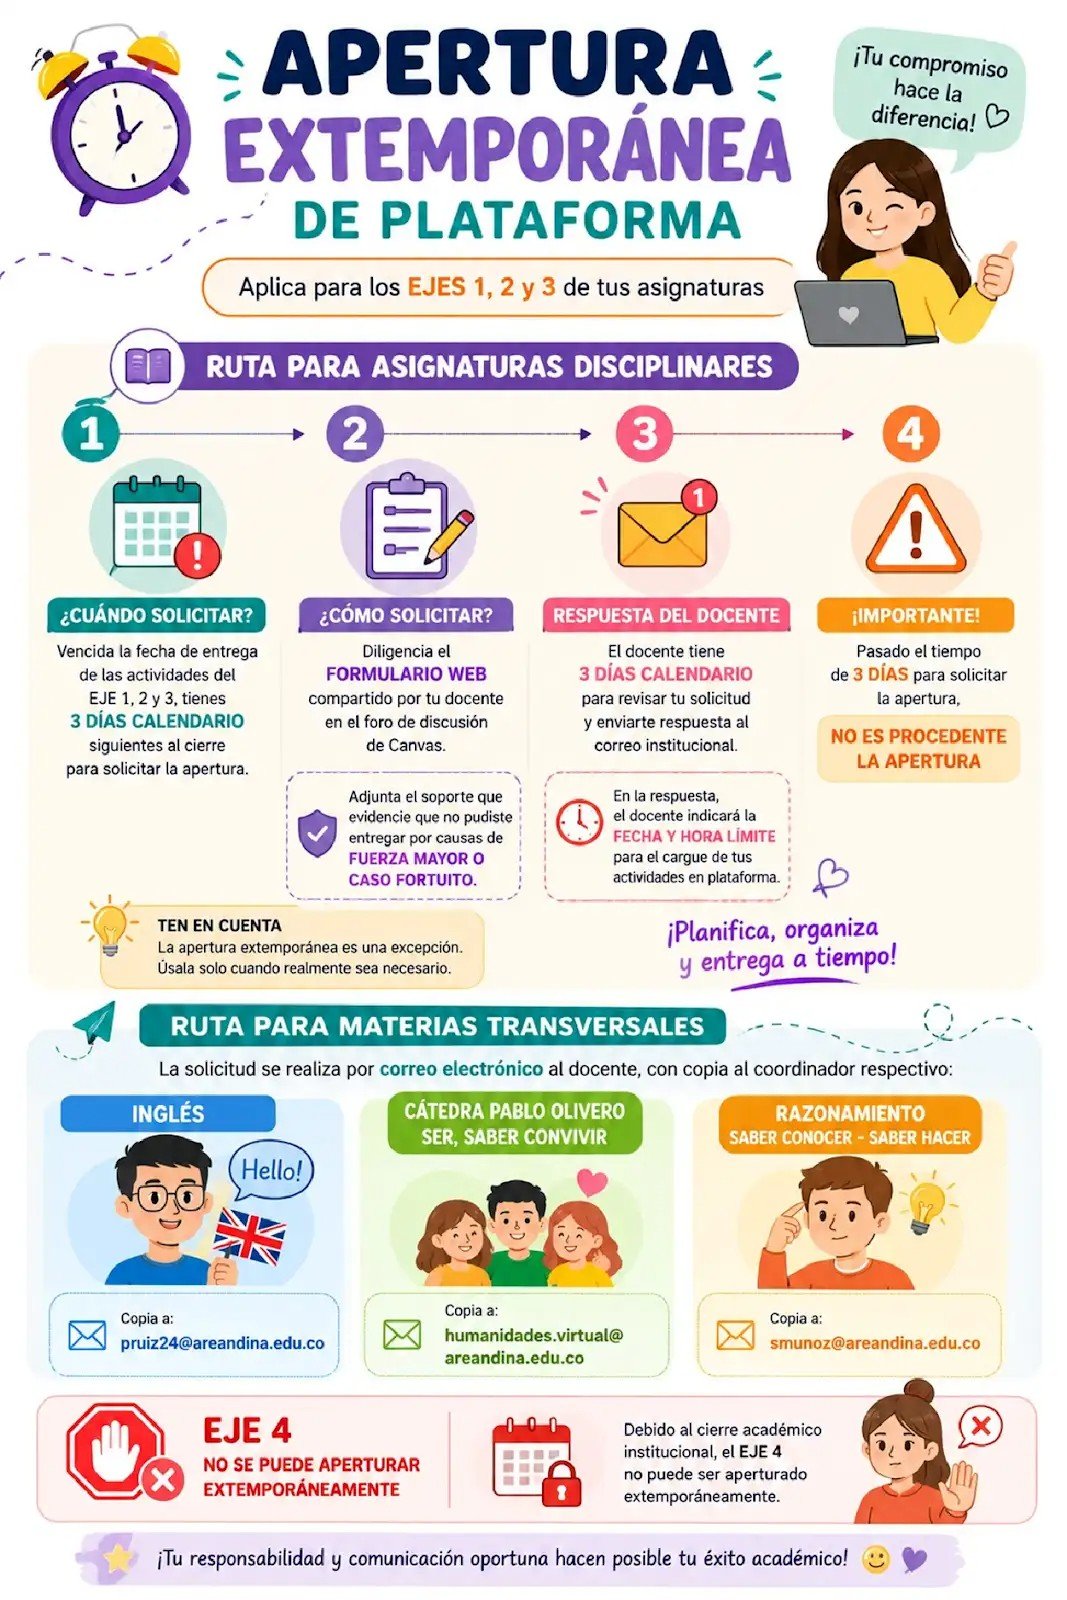 APERTURA
EXTEMPORÁNEA
DE PLATAFORMA
¡Tu compromiso
hace la
diferencia!
Aplica para los EJES 1, 2 y 3 de tus asignaturas
RUTA PARA ASIGNATURAS DISCIPLINARES
1
¿CUÁNDO SOLICITAR?
Vencida la fecha de entrega
de las actividades del
EJE 1, 2 y 3, tienes
3 DÍAS CALENDARIO
siguientes al cierre
para solicitar la apertura.
2
¿CÓMO SOLICITAR?
Diligencia el
FORMULARIO WEB
compartido por tu docente
en el foro de discusión
de Canvas.
Adjunta el soporte que
evidencie que no pudiste
entregar por causas de
FUERZA MAYOR O
CASO FORTUITO.
3
1
RESPUESTA DEL DOCENTE
El docente tiene
3 DÍAS CALENDARIO
para revisar tu solicitud
y enviarte respuesta al
correo institucional.
En la respuesta,
el docente indicará la
FECHA Y HORA LÍMITE
para el cargue de tus
actividades en plataforma.
4
¡IMPORTANTE!
Pasado el tiempo
de 3 DÍAS para solicitar
la apertura,
NO ES PROCEDENTE
LA APERTURA
TEN EN CUENTA
La apertura extemporánea es una excepción.
Úsala solo cuando realmente sea necesario.
¡Planifica, organiza
y entrega a tiempo!
RUTA PARA MATERIAS TRANSVERSALES
La solicitud se realiza por correo electrónico al docente, con copia al coordinador respectivo:
INGLÉS
Hello!
Copia a:
pruiz24@areandina.edu.co
CÁTEDRA PABLO OLIVERO
SER, SABER CONVIVIR
Copia a:
humanidades.virtual@
areandina.edu.co
RAZONAMIENTO
SABER CONOCER - SABER HACER
Copia a:
smunoz@areandina.edu.co
EJE 4
NO SE PUEDE APERTURAR
EXTEMPORÁNEAMENTE
Debido al cierre académico
institucional, el EJE 4
no puede ser aperturado
extemporáneamente.
¡Tu responsabilidad y comunicación oportuna hacen posible tu éxito académico!